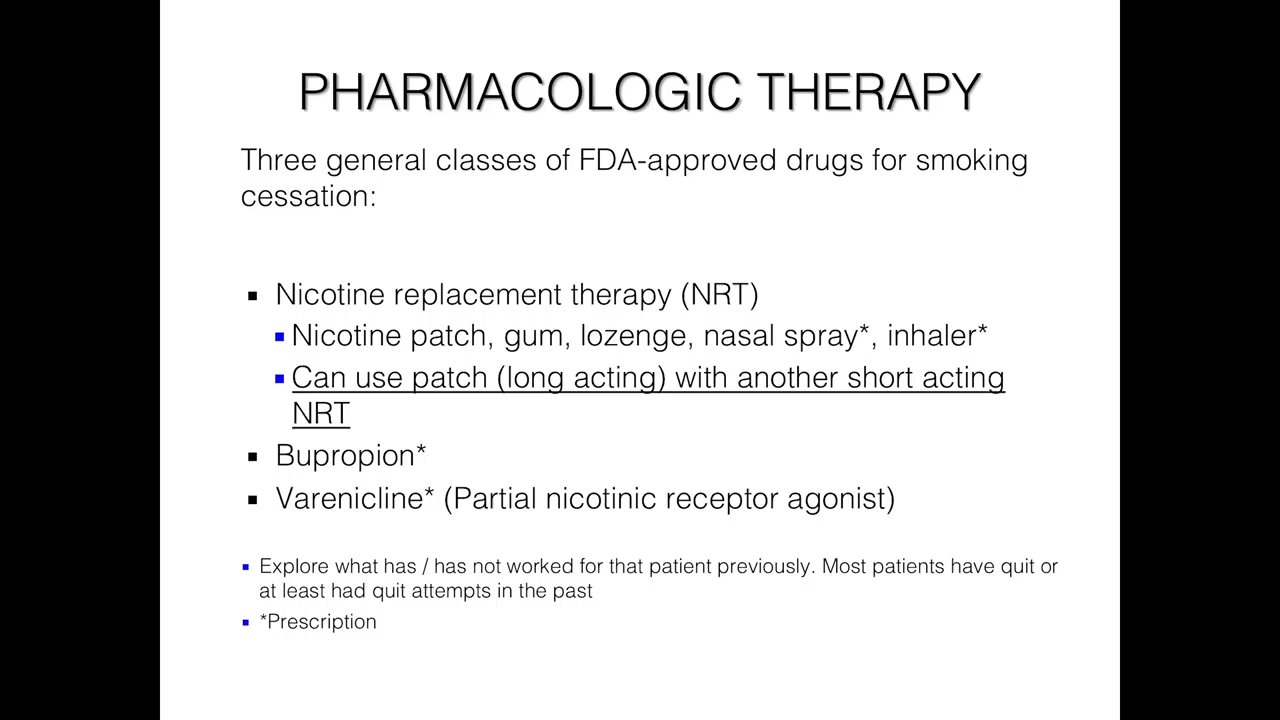 PHARMACOLOGIC THERAPY
Three general classes of FDA-approved drugs for smoking
cessation:
▪ Nicotine replacement therapy (NRT)
▪ Nicotine patch, gum, lozenge, nasal spray*, inhaler*
▪ Can use patch (long acting) with another short acting
NRT
▪ Bupropion*
▪ Varenicline* (Partial nicotinic receptor agonist)
▪ Explore what has / has not worked for that patient previously. Most patients have quit or
at least had quit attempts in the past
▪ *Prescription